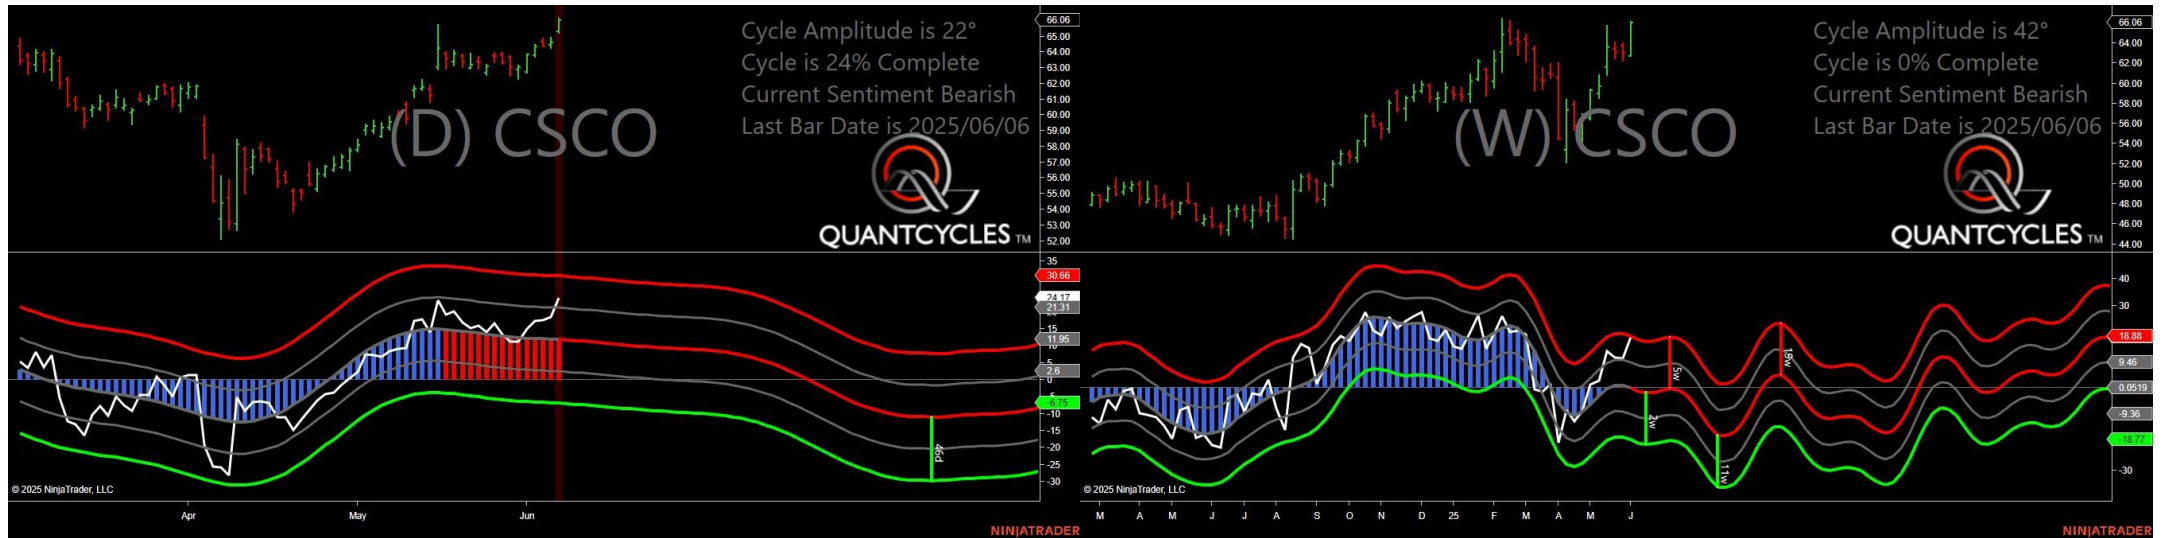 Cycle Amplitude is 22°
Cycle is 24% Complete
Current Sentiment Bearish
Last Bar Date is 2025/06/06
(D) CSCO
QUANTCYCLES TM
66.06
65.00
64.00
63.00
62.00
61.00
60.00
59.00
58.00
57.00
56.00
55.00
54.00
53.00
52.00
35
30.66
24.17
21.31
15
11.95
10
5
2.6
0
-6.75
-10
-15
-20
-25
-30
46d
© 2025 NinjaTrader, LLC
Apr May Jun
NINJATRADER
Cycle Amplitude is 42°
Cycle is 0% Complete
Current Sentiment Bearish
Last Bar Date is 2025/06/06
(W) CSCO
QUANTCYCLES TM
66.06
64.00
62.00
60.00
58.00
56.00
54.00
52.00
50.00
48.00
46.00
44.00
40
30
18.88
9.46
0.0519
-9.36
-18.77
-30
5w
2w
11w
18w
© 2025 NinjaTrader, LLC
M A M J J A S O N D 25 F M A M J
NINJATRADER